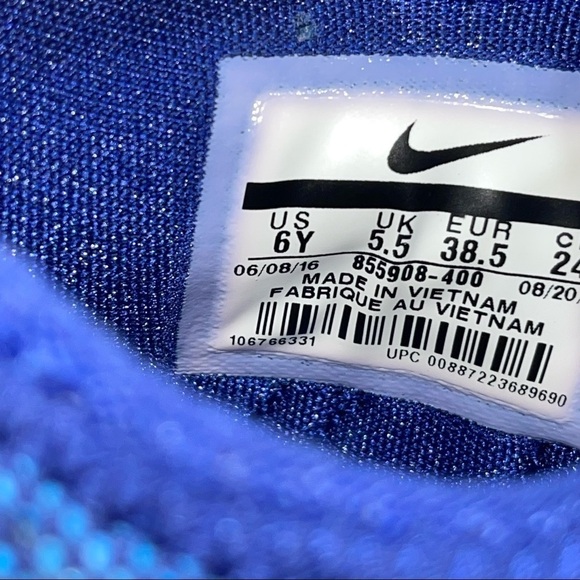 US UK EUR
6Y 5.5 38.5 24
06/08/16 855908-400 08/20
MADE IN VIETNAM
FABRIQUE AU VIETNAM
106766331
UPC 00887223689690